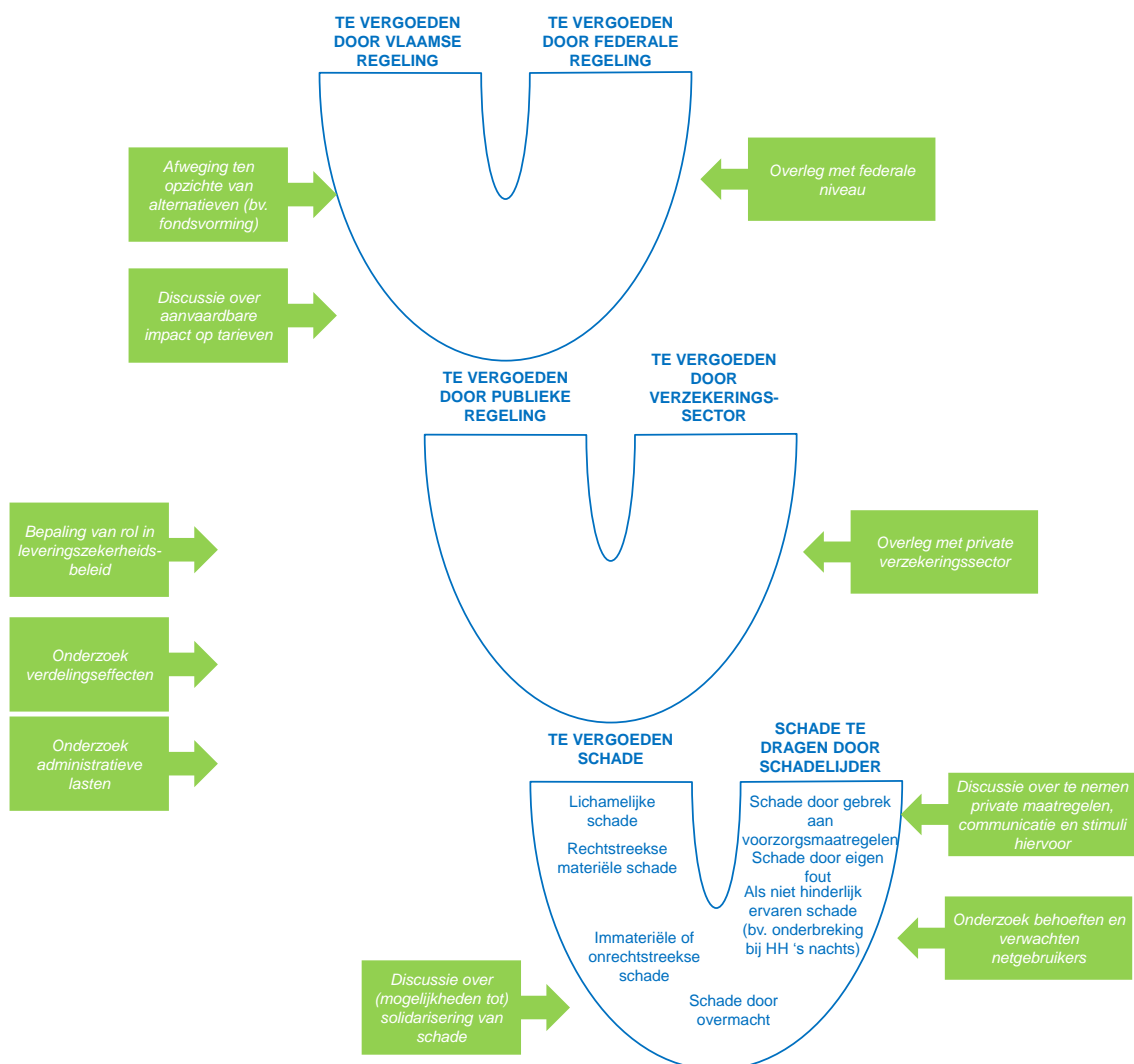 TE VERGOEDEN
DOOR VLAAMSE
REGELING
TE VERGOEDEN
DOOR FEDERALE
REGELING
Afweging ten
opzichte van
alternatieven (bv.
fondsvorming)
Overleg met federale
niveau
Discussie over
aanvaardbare
impact op tarieven
TE VERGOEDEN
DOOR PUBLIEKE
REGELING
TE VERGOEDEN
DOOR
VERZEKERINGS-
SECTOR
Bepaling van rol in
leveringszekerheids-
beleid
Overleg met private
verzekeringssector
Onderzoek
verdelingseffecten
Onderzoek
administratieve
lasten
TE VERGOEDEN
SCHADE
SCHADE TE
DRAGEN DOOR
SCHADELIJDER
Lichamelijke
schade
Rechtstreekse
materiële schade
Immateriële of
onrechtstreekse
schade
Schade door gebrek
aan
voorzorgsmaatregelen
Schade door eigen
fout
Als niet hinderlijk
ervaren schade
(bv. onderbreking
bij HH ‘s nachts)
Schade door
overmacht
Discussie over te nemen
private maatregelen,
communicatie en stimuli
hiervoor
Onderzoek behoeften en
verwachten
netgebruikers
Discussie over
(mogelijkheden tot)
solidarisering van
schade